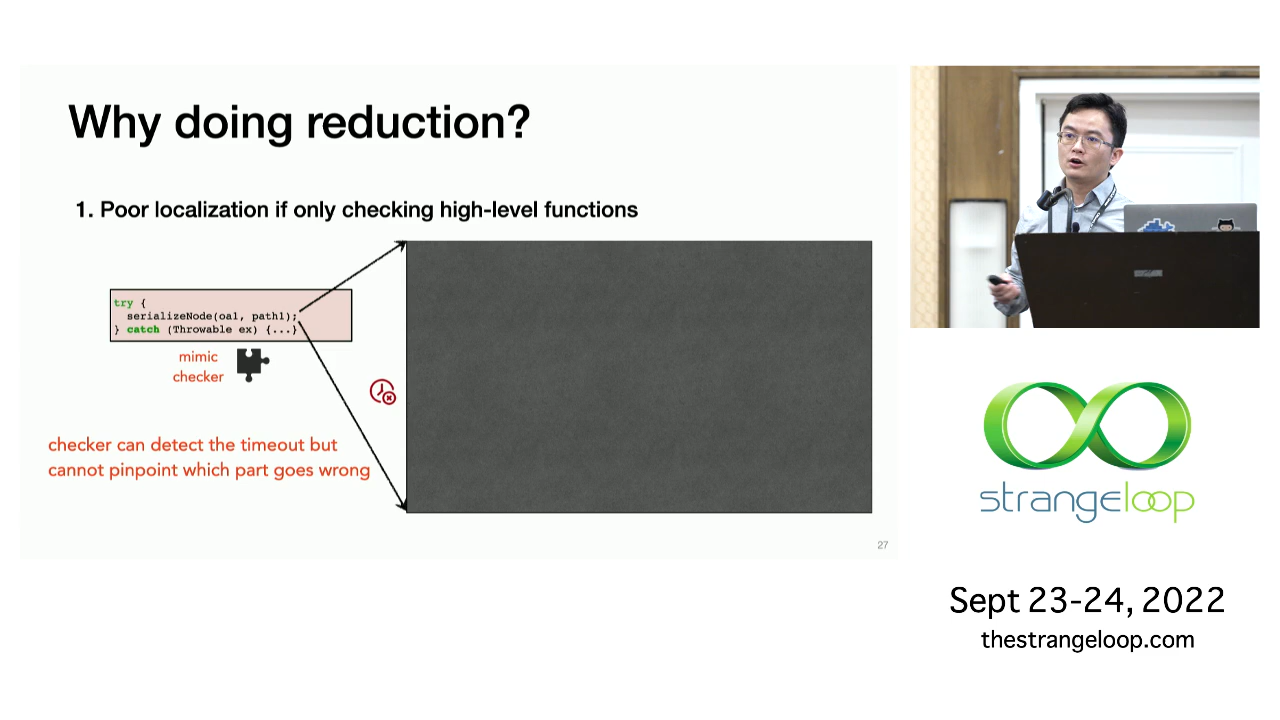 Why doing reduction?
1. Poor localization if only checking high-level functions
try {
serializeNode(oa1, path1);
} catch (Throwable ex) {...}
mimic
checker
checker can detect the timeout but
cannot pinpoint which part goes wrong
27
strangeloop
Sept 23-24, 2022
thestrangeloop.com